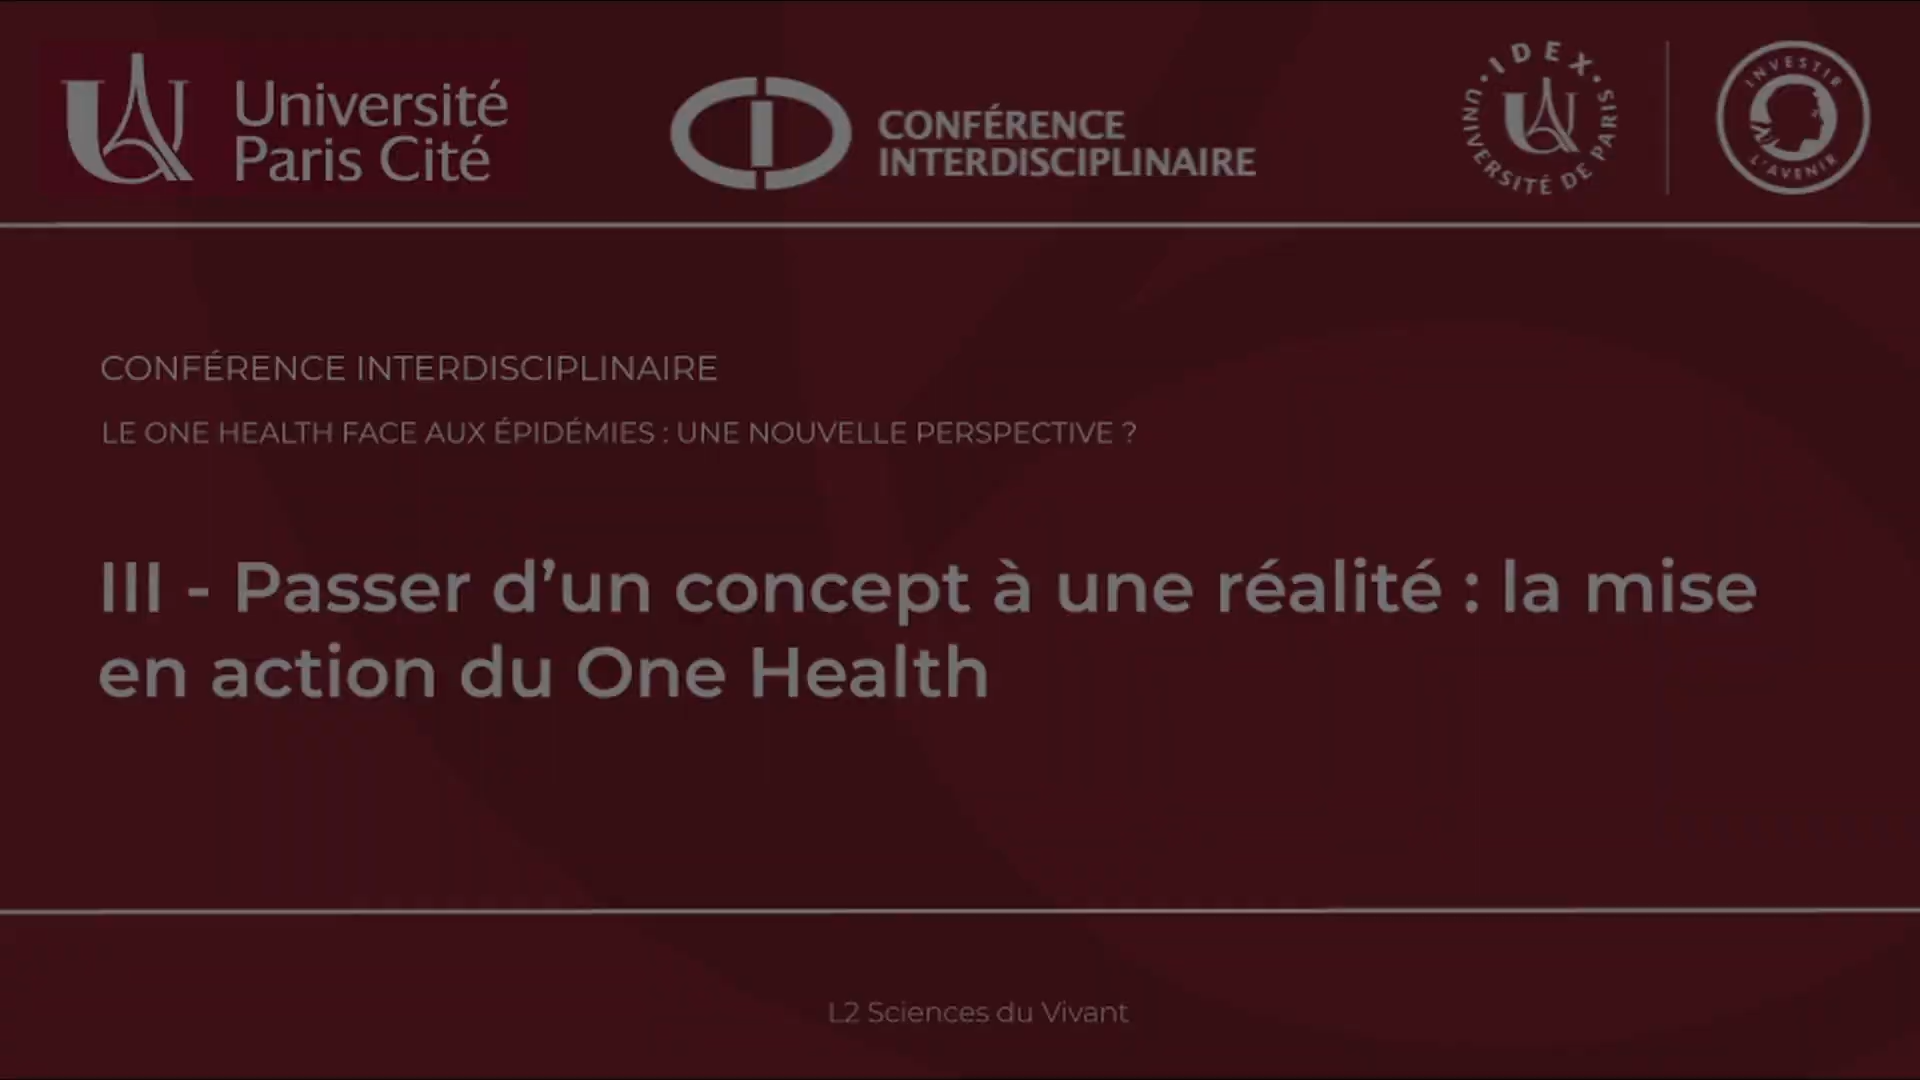 Université
Paris Cité
CONFÉRENCE
INTERDISCIPLINAIRE
· IDEX ·
UNIVERSITÉ DE PARIS
INVESTIR
L'AVENIR
CONFÉRENCE INTERDISCIPLINAIRE
LE ONE HEALTH FACE AUX ÉPIDÉMIES : UNE NOUVELLE PERSPECTIVE ?
III - Passer d’un concept à une réalité : la mise
en action du One Health
L2 Sciences du Vivant